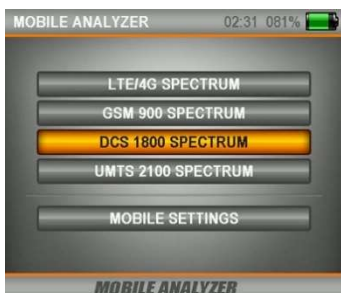 MOBILE ANALYZER 02:31 081%
LTE/4G SPECTRUM
GSM 900 SPECTRUM
DCS 1800 SPECTRUM
UMTS 2100 SPECTRUM
MOBILE SETTINGS
MOBILE ANALYZER